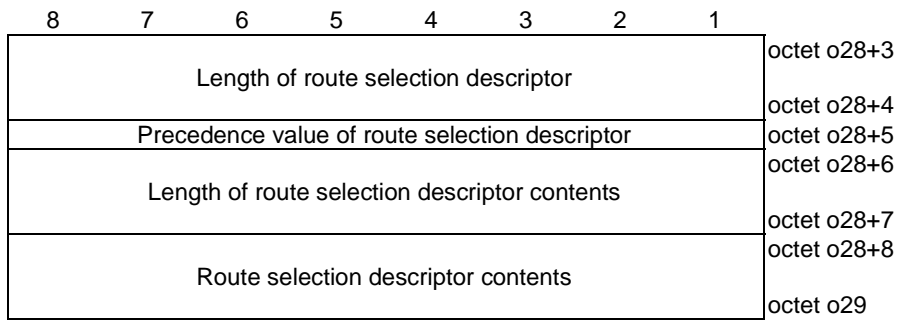 8 7 6 5 4 3 2 1
octet o28+3
Length of route selection descriptor
octet o28+4
Precedence value of route selection descriptor octet o28+5
octet o28+6
Length of route selection descriptor contents
octet o28+7
octet o28+8
Route selection descriptor contents
octet o29